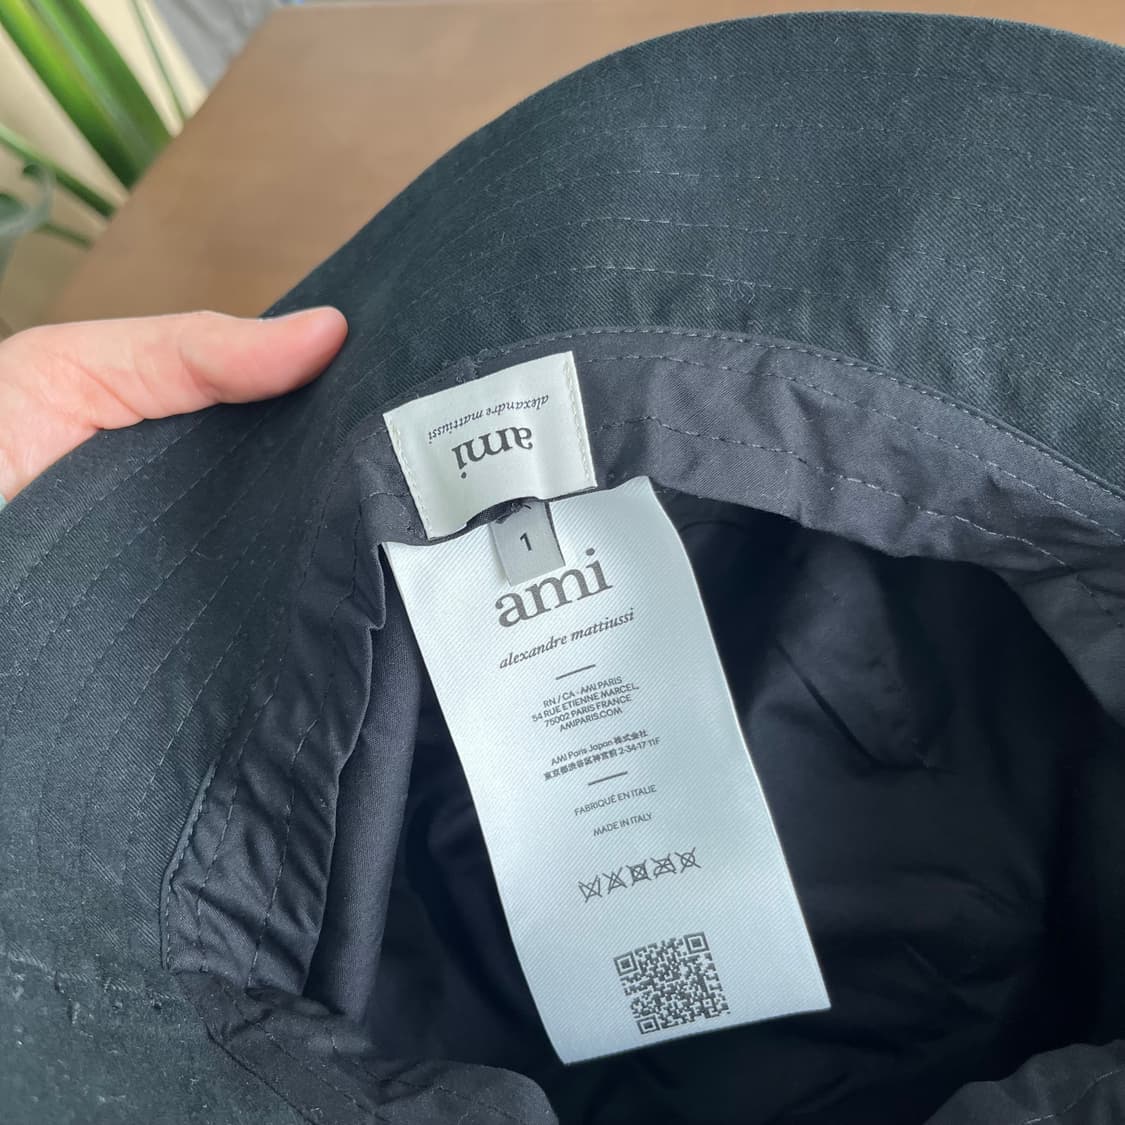 alexandre mattiussi
ami
1
ami
alexandre mattiussi
RN / CA - AMI PARIS
54 RUE ETIENNE MARCEL,
75002 PARIS FRANCE
AMIPARIS.COM
AMI Paris Japan 株式会社
東京都渋谷区神宮前 2-34-17 11F
FABRIQUÉ EN ITALIE
MADE IN ITALY